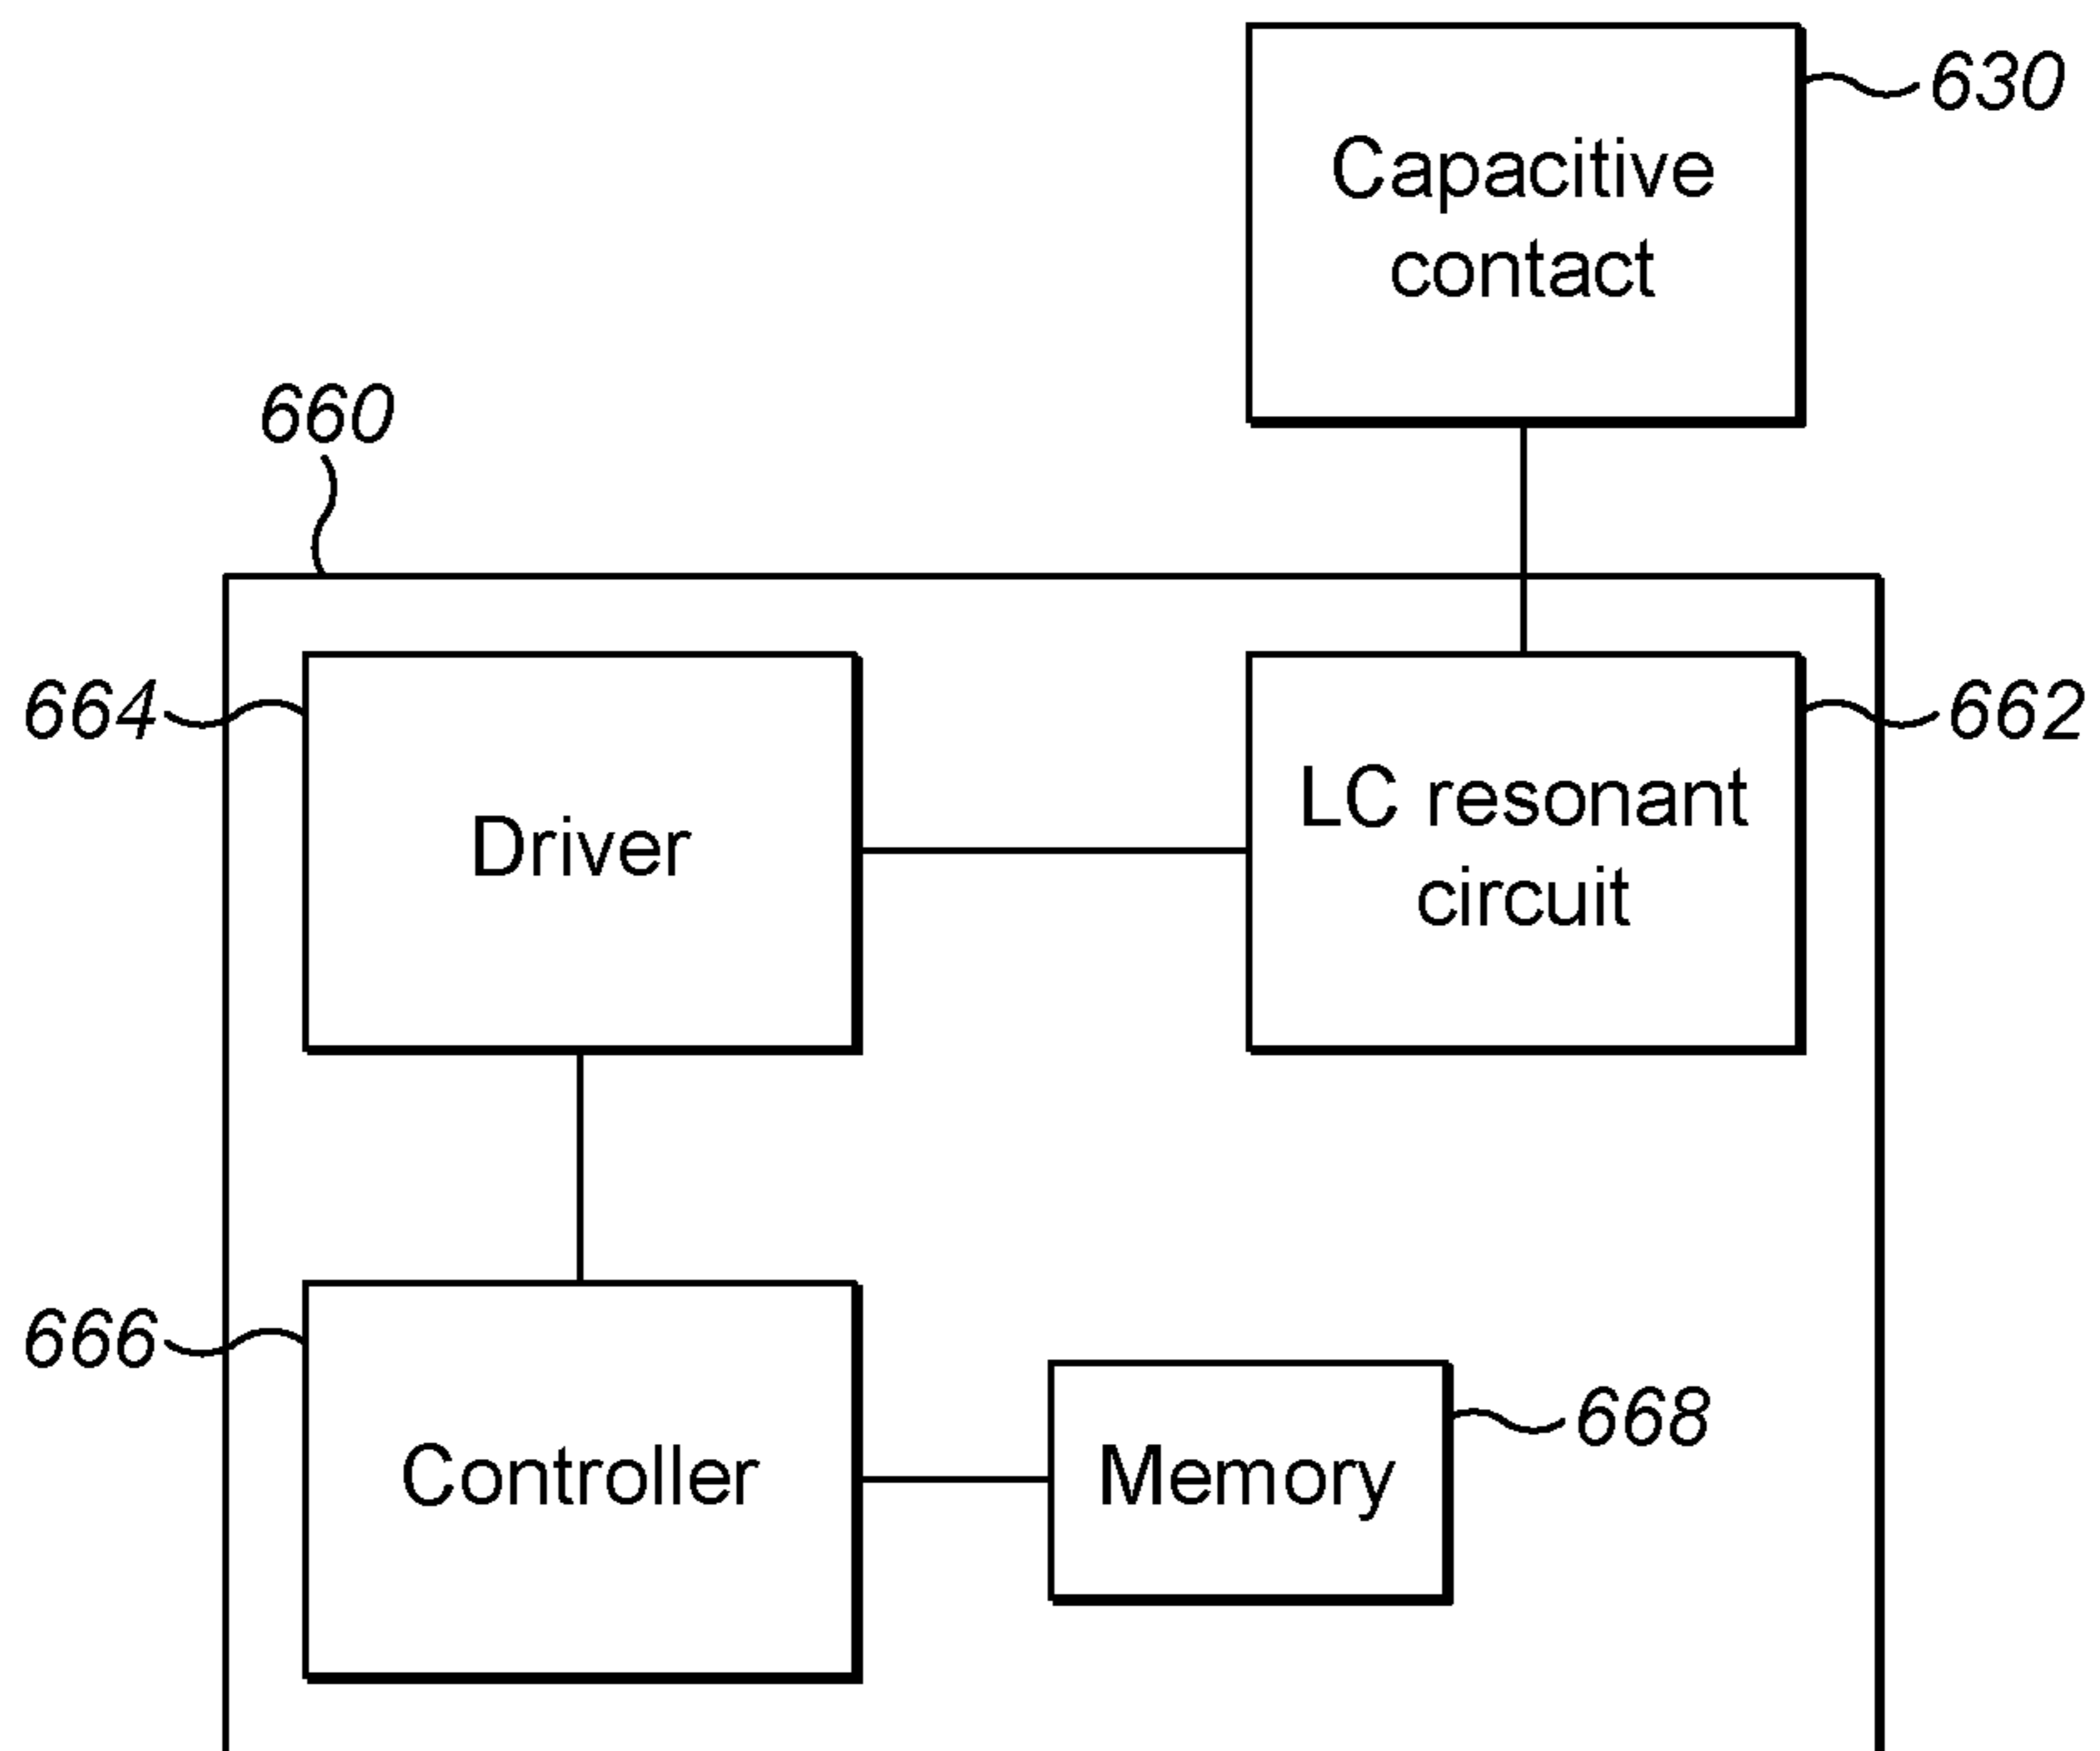 630
Capacitive
contact
660
664
662
Driver
LC resonant
circuit
666
668
Controller
Memory